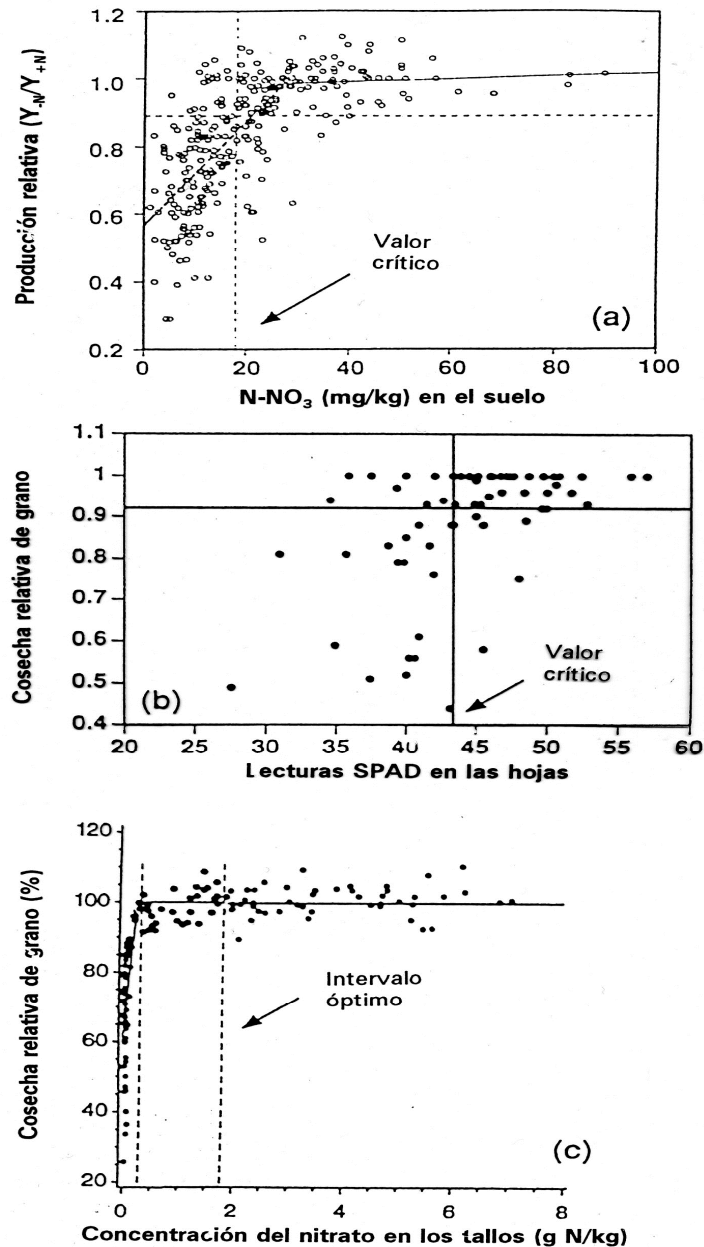 1.2
1.0
0.8
0.6
0.4
0.2
Producción relativa (Y-N/Y+N)
Valor
crítico
(a)
0 20 40 60 80 100
N-NO3 (mg/kg) en el suelo
1.1
1
0.9
0.8
0.7
0.6
0.5
0.4
Cosecha relativa de grano
Valor
crítico
(b)
20 25 30 35 40 45 50 55 60
Lecturas SPAD en las hojas
120
100
80
60
40
20
Cosecha relativa de grano (%)
Intervalo
óptimo
(c)
0 2 4 6 8
Concentración del nitrato en los tallos (g N/kg)